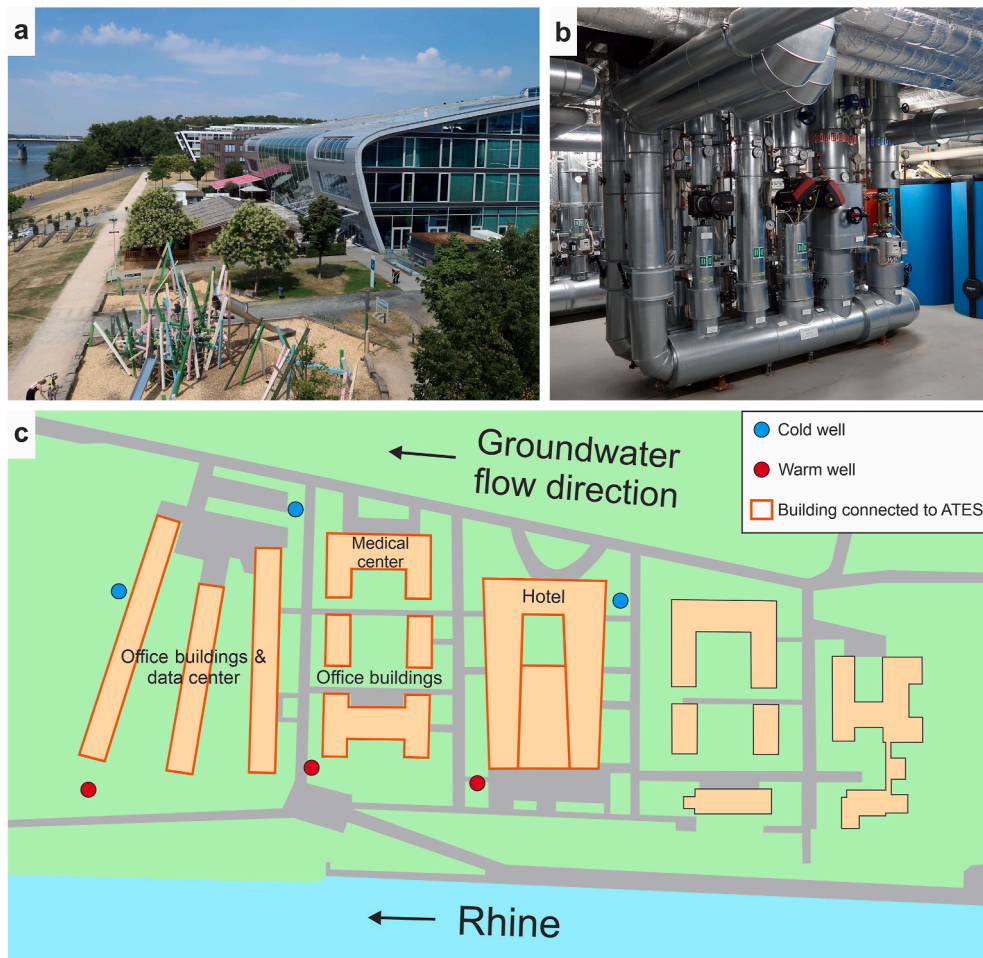 a
b
c
Groundwater
flow direction
Cold well
Warm well
Building connected to ATES
Medical
center
Hotel
Office buildings &
data center
Office buildings
Rhine